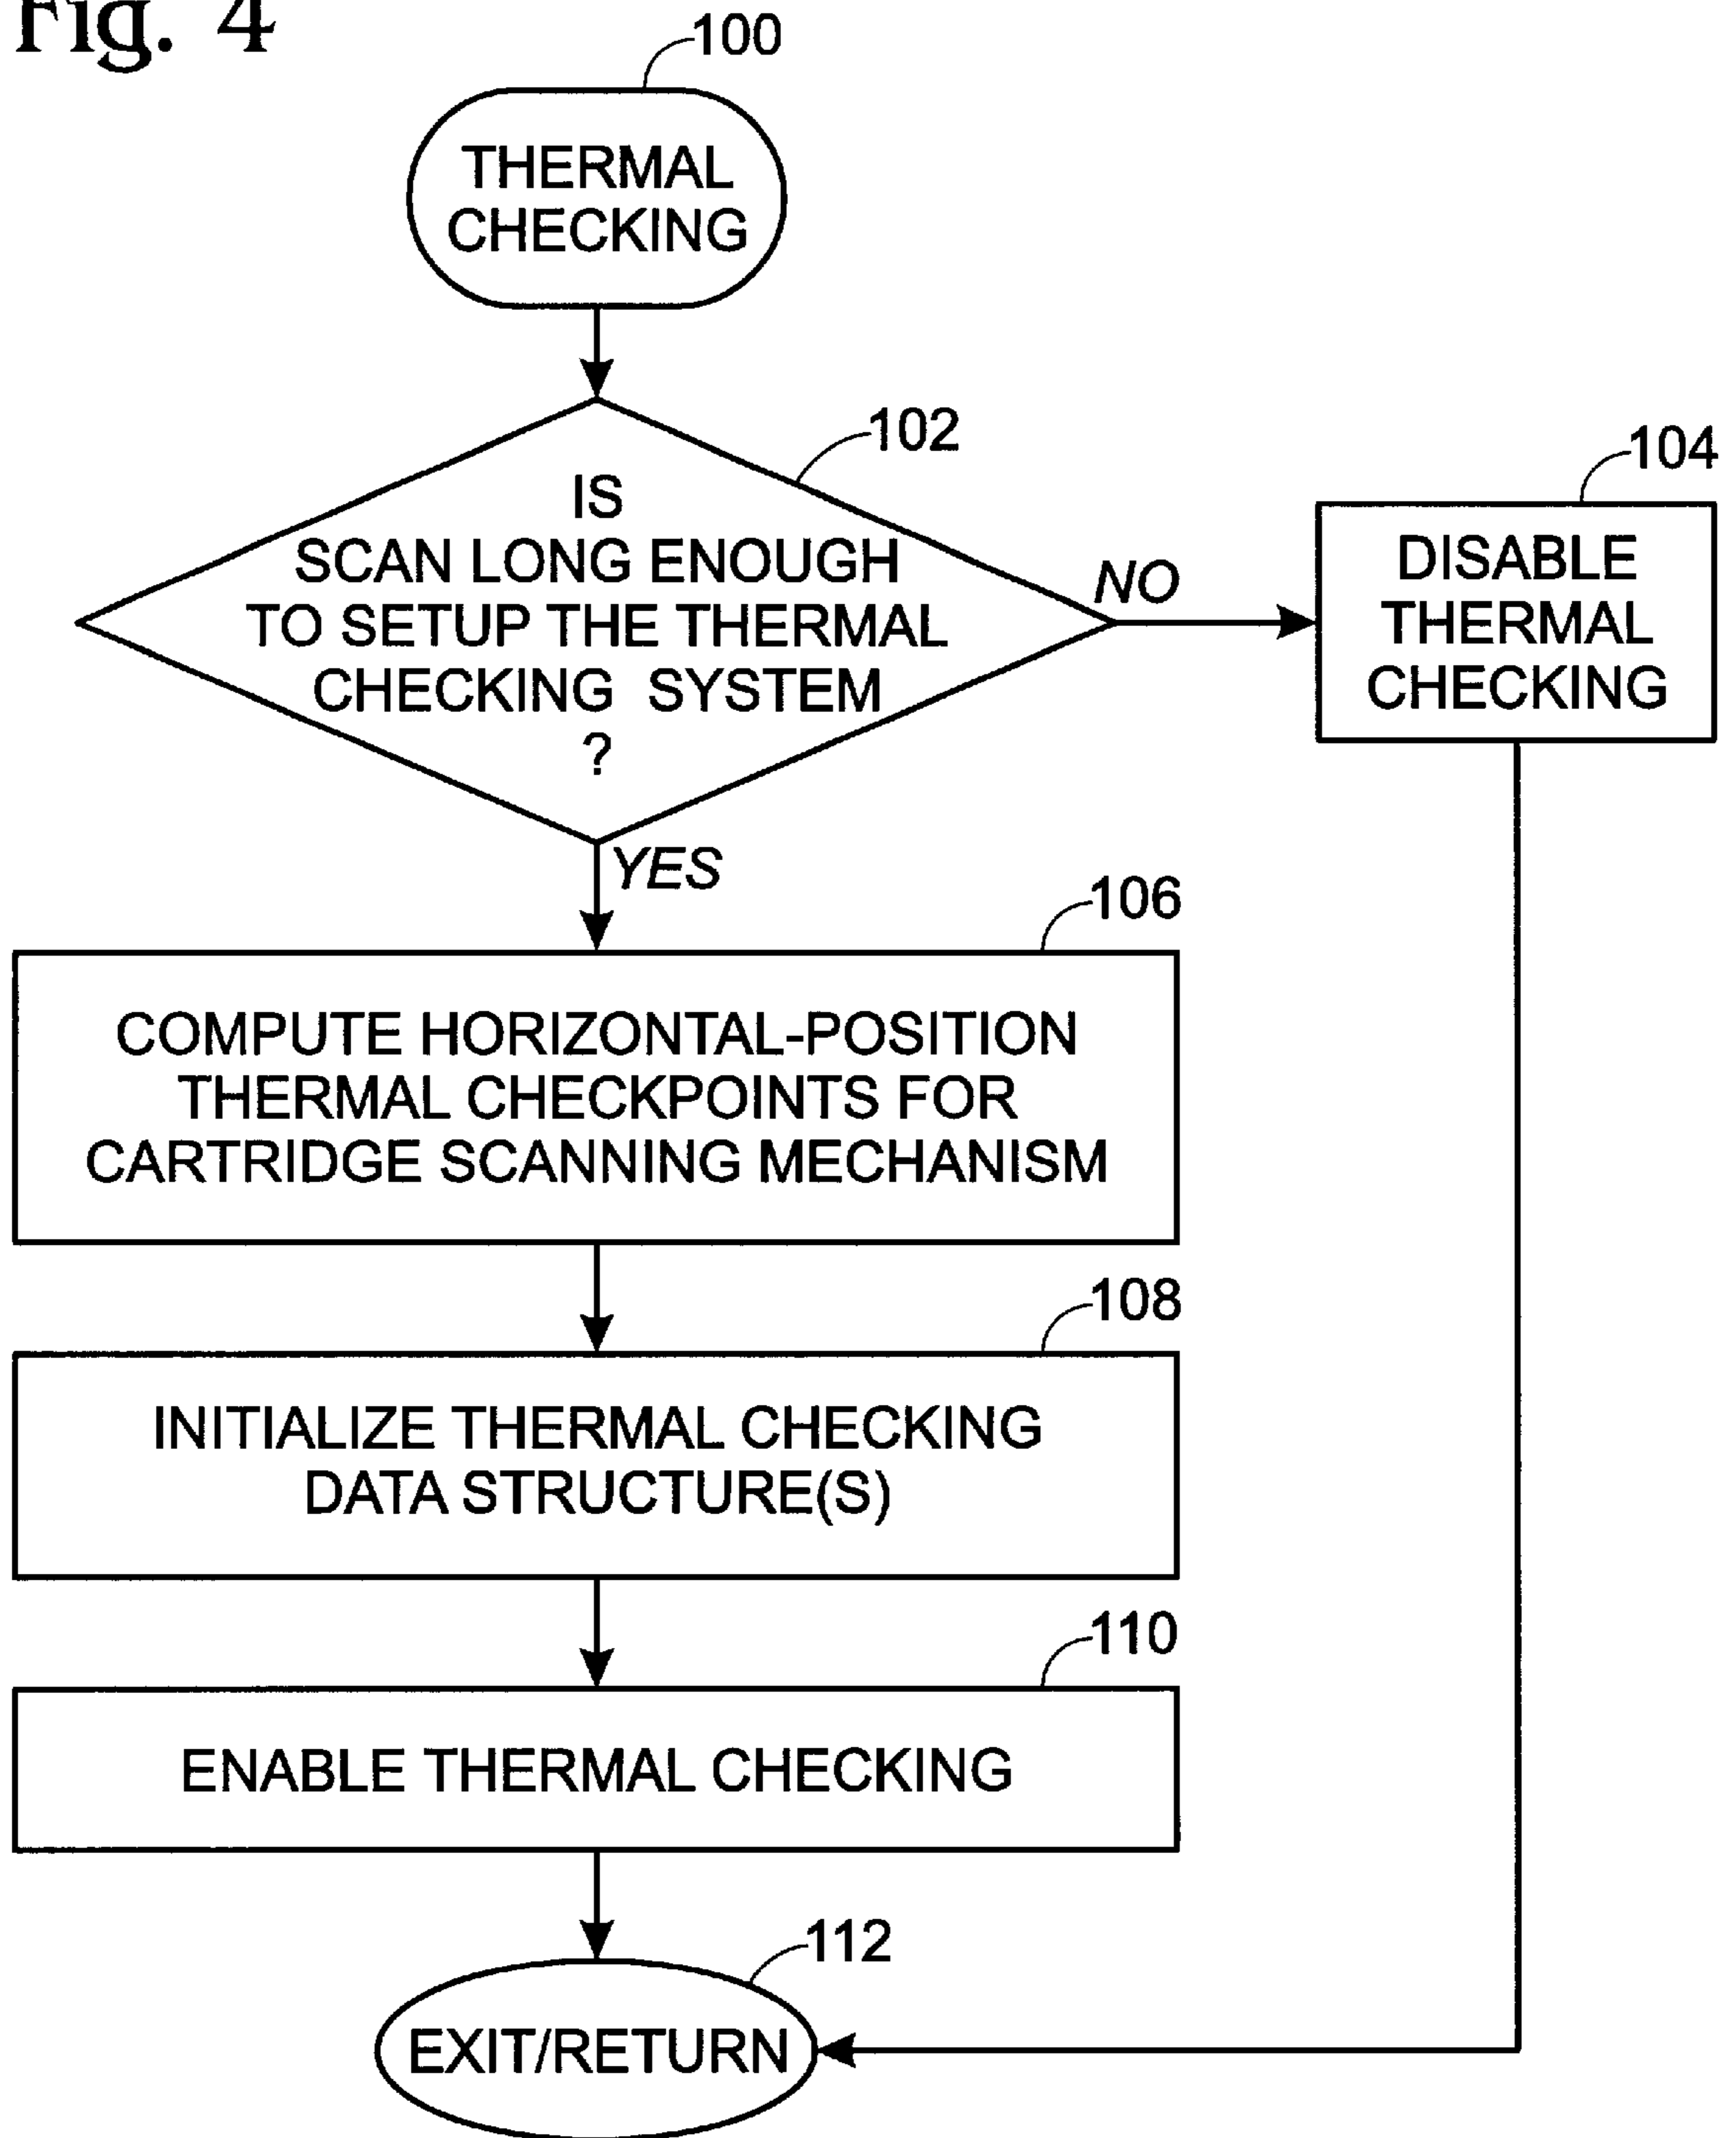 Fig. 4
100
THERMAL
CHECKING
102
IS
SCAN LONG ENOUGH
TO SETUP THE THERMAL
CHECKING SYSTEM
?
NO
104
DISABLE
THERMAL
CHECKING
YES
106
COMPUTE HORIZONTAL-POSITION
THERMAL CHECKPOINTS FOR
CARTRIDGE SCANNING MECHANISM
108
INITIALIZE THERMAL CHECKING
DATA STRUCTURE(S)
110
ENABLE THERMAL CHECKING
112
EXIT/RETURN